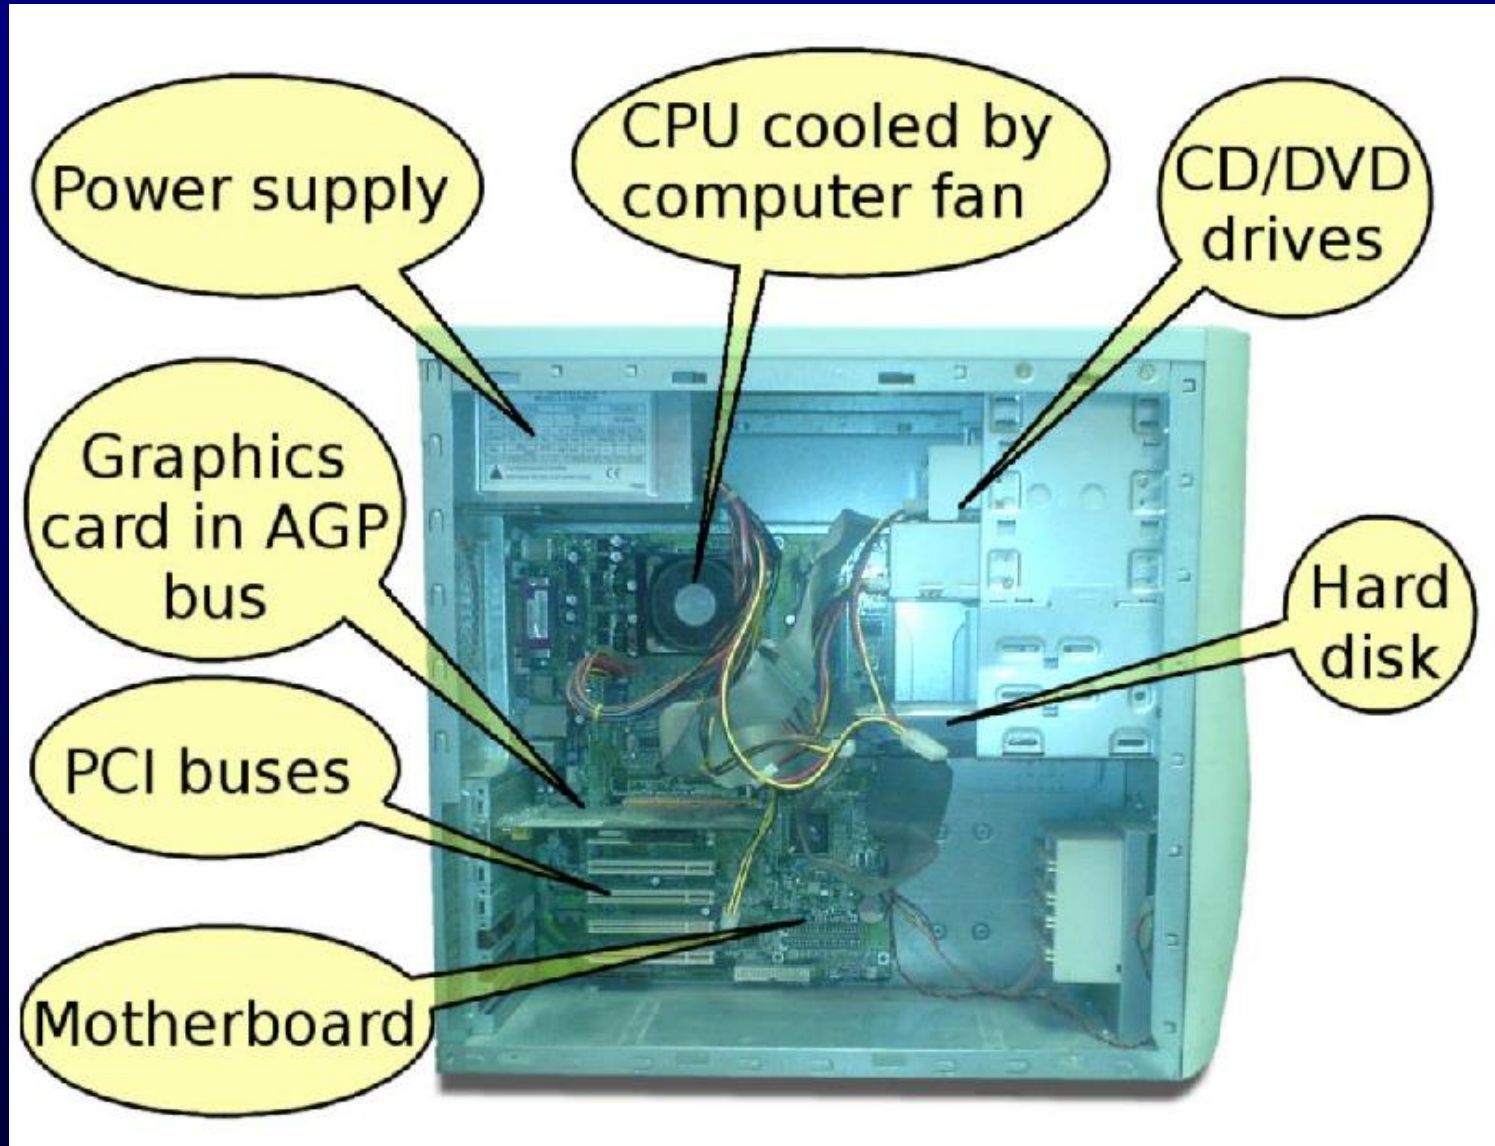 Power supply
CPU cooled by
computer fan
CD/DVD
drives
Graphics
card in AGP
bus
Hard
disk
PCI buses
Motherboard
CE